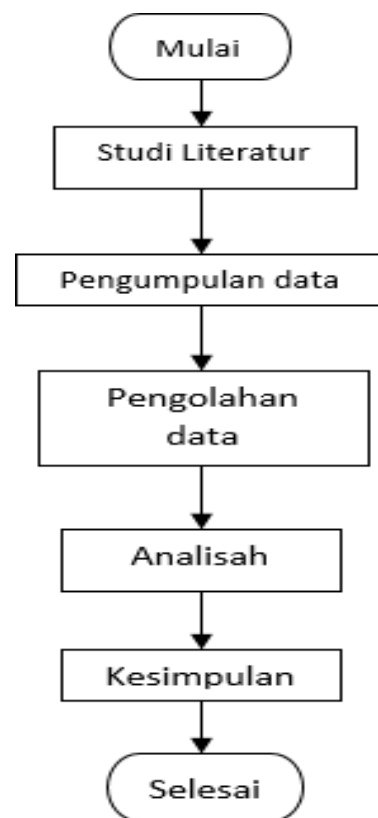 Mulai
Studi Literatur
Pengumpulan data
Pengolahan
data
Analisah
Kesimpulan
Selesai